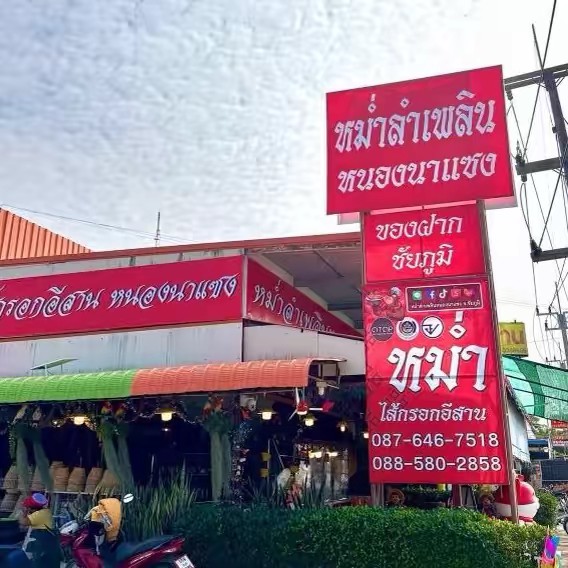 หม่ำลำเพลิน
หนองนาแซง
ของฝาก
ชัยภูมิ
OTOP
หม่ำ
ไส้กรอกอีสาน
087-646-7518
088-580-2858
กรอกอีสาน หนองนาแซง
หม่ำลำเพลิน